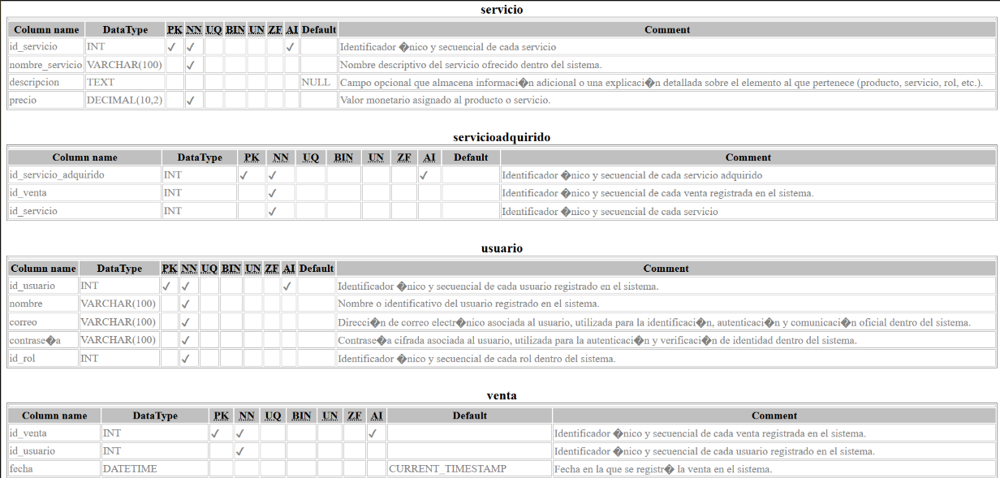 servicio
Column name DataType PK NN UQ BIN UN ZF AI Default Comment
id_servicio INT ✓ ✓ ✓ Identificador �nico y secuencial de cada servicio
nombre_servicio VARCHAR(100) ✓ Nombre descriptivo del servicio ofrecido dentro del sistema.
descripcion TEXT NULL Campo opcional que almacena informaci�n adicional o una explicaci�n detallada sobre el elemento al que pertenece (producto, servicio, rol, etc.).
precio DECIMAL(10,2) ✓ Valor monetario asignado al producto o servicio.
servicioadquirido
Column name DataType PK NN UQ BIN UN ZF AI Default Comment
id_servicio_adquirido INT ✓ ✓ ✓ Identificador �nico y secuencial de cada servicio adquirido
id_venta INT ✓ Identificador �nico y secuencial de cada venta registrada en el sistema.
id_servicio INT ✓ Identificador �nico y secuencial de cada servicio
usuario
Column name DataType PK NN UQ BIN UN ZF AI Default Comment
id_usuario INT ✓ ✓ ✓ Identificador �nico y secuencial de cada usuario registrado en el sistema.
nombre VARCHAR(100) ✓ Nombre o identificativo del usuario registrado en el sistema.
correo VARCHAR(100) ✓ Direcci�n de correo electr�nico asociada al usuario, utilizada para la identificaci�n, autenticaci�n y comunicaci�n oficial dentro del sistema.
contrase�a VARCHAR(100) ✓ Contrase�a cifrada asociada al usuario, utilizada para la autenticaci�n y verificaci�n de identidad dentro del sistema.
id_rol INT ✓ Identificador �nico y secuencial de cada rol dentro del sistema.
venta
Column name DataType PK NN UQ BIN UN ZF AI Default Comment
id_venta INT ✓ ✓ ✓ Identificador �nico y secuencial de cada venta registrada en el sistema.
id_usuario INT ✓ Identificador �nico y secuencial de cada usuario registrado en el sistema.
fecha DATETIME CURRENT_TIMESTAMP Fecha en la que se registr� la venta en el sistema.